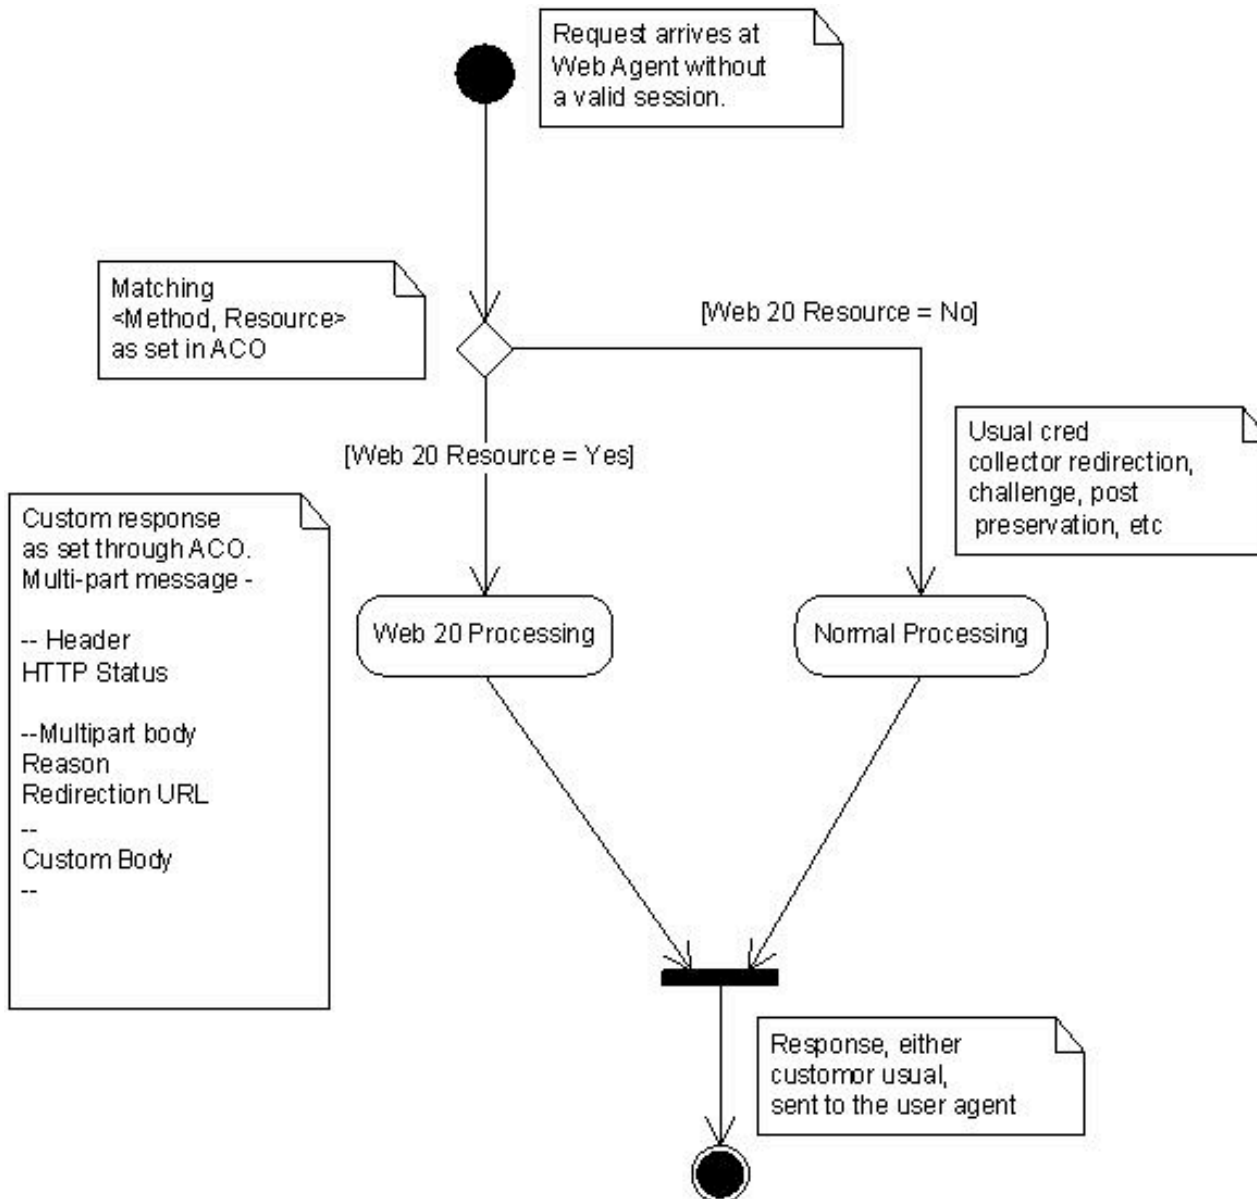 Request arrives at
Web Agent without
a valid session.
Matching
<Method, Resource>
as set in ACO
[Web 20 Resource = No]
[Web 20 Resource = Yes]
Usual cred
collector redirection,
challenge, post
preservation, etc
Custom response
as set through ACO.
Multi-part message -
-- Header
HTTP Status
--Multipart body
Reason
Redirection URL
--
Custom Body
--
Web 20 Processing
Normal Processing
Response, either
customor usual,
sent to the user agent